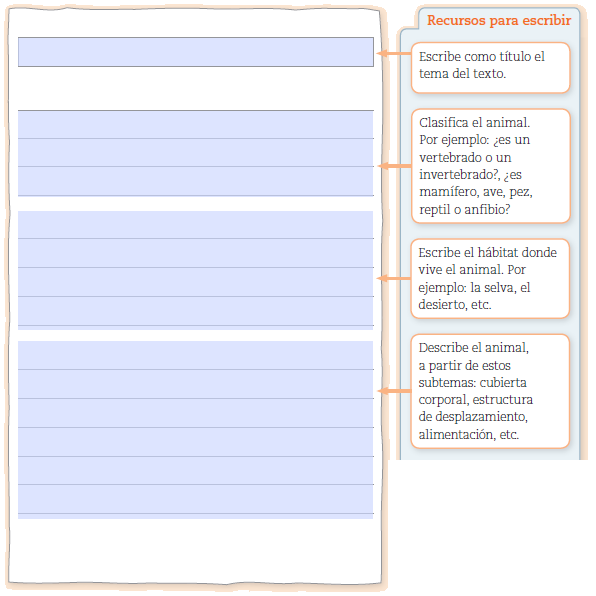 Recursos para escribir
Escribe como título el
tema del texto.
Clasifica el animal.
Por ejemplo: ¿es un
vertebrado o un
invertebrado?, ¿es
mamífero, ave, pez,
reptil o anfibio?
Escribe el hábitat donde
vive el animal. Por
ejemplo: la selva, el
desierto, etc.
Describe el animal,
a partir de estos
subtemas: cubierta
corporal, estructura
de desplazamiento,
alimentación, etc.